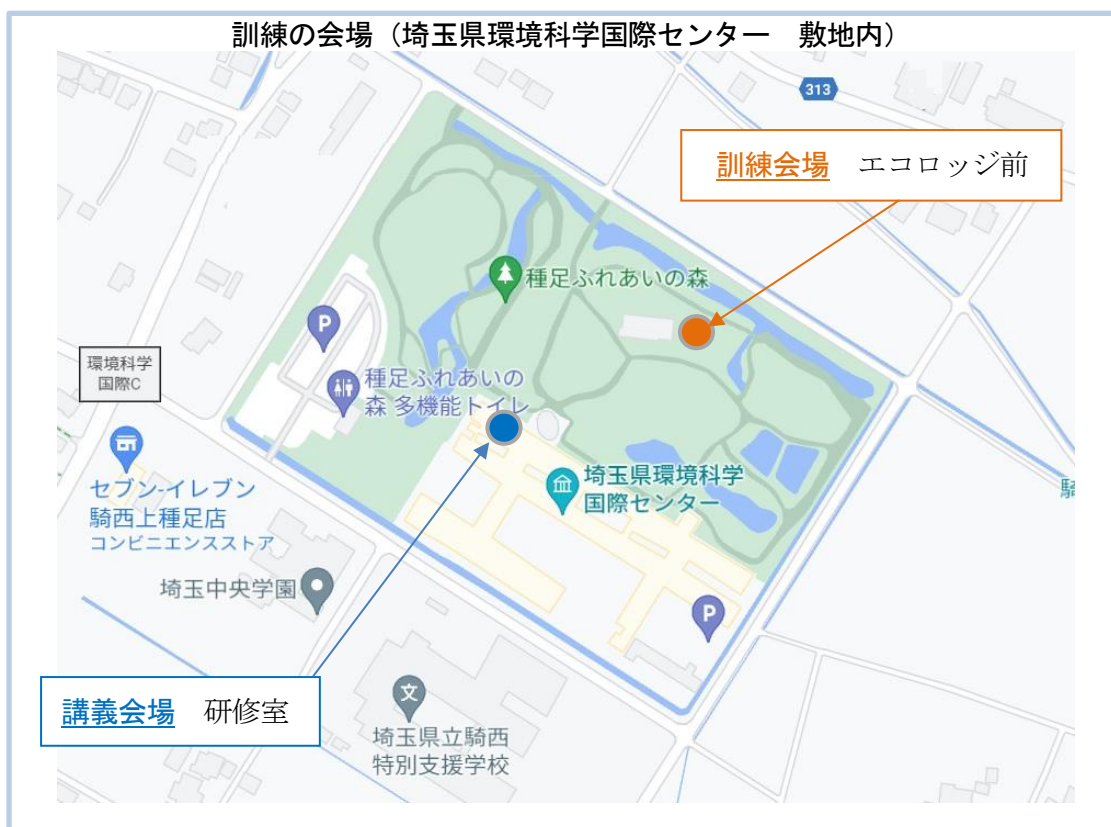 訓練の会場（埼玉県環境科学国際センター　敷地内）
313
訓練会場　エコロッジ前
種足ふれあいの森
P
環境科学
国際C
種足ふれあいの
森 多機能トイレ
埼玉県環境科学
国際センター
セブン-イレブン
騎西上種足店
コンビニエンスストア
騎
埼玉中央学園
P
講義会場　研修室
文
埼玉県立騎西
特別支援学校